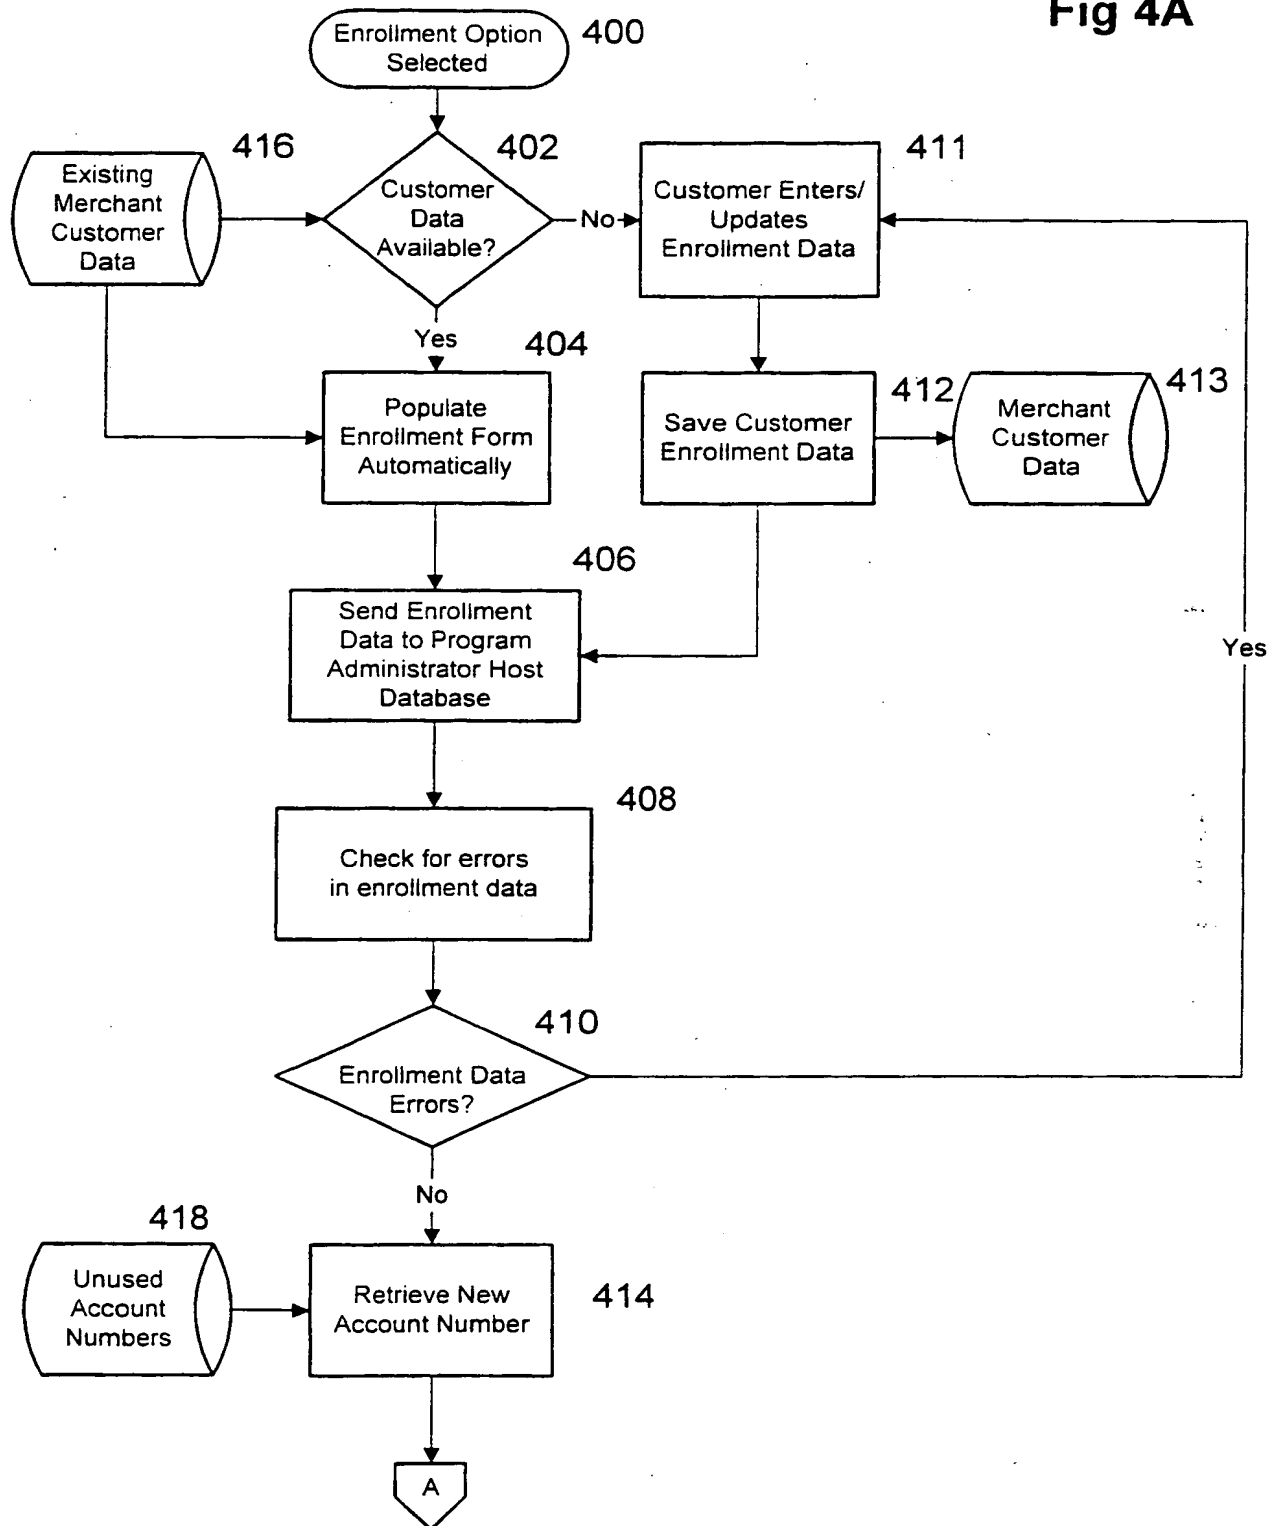 Fig 4A
Enrollment Option
Selected
400
416
402
411
Existing
Merchant
Customer
Data
Customer
Data
Available?
No
Customer Enters/
Updates
Enrollment Data
Yes
404
412
413
Populate
Enrollment Form
Automatically
Save Customer
Enrollment Data
Merchant
Customer
Data
406
Send Enrollment
Data to Program
Administrator Host
Database
Yes
408
Check for errors
in enrollment data
410
Enrollment Data
Errors?
No
418
Unused
Account
Numbers
Retrieve New
Account Number
414
A